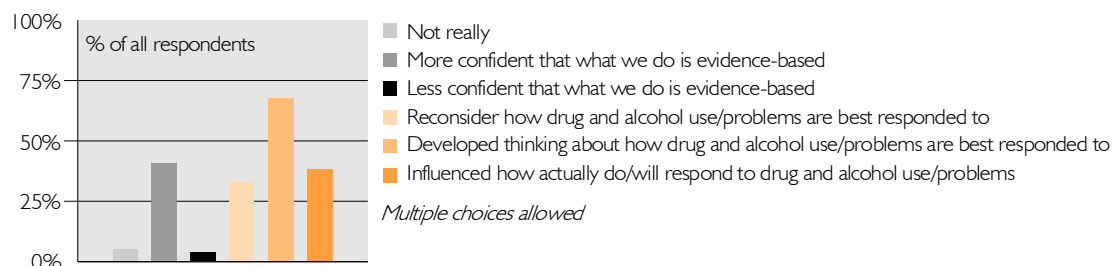 100%
% of all respondents
75%
50%
25%
0%
Not really
More confident that what we do is evidence-based
Less confident that what we do is evidence-based
Reconsider how drug and alcohol use/problems are best responded to
Developed thinking about how drug and alcohol use/problems are best responded to
Influenced how actually do/will respond to drug and alcohol use/problems
Multiple choices allowed